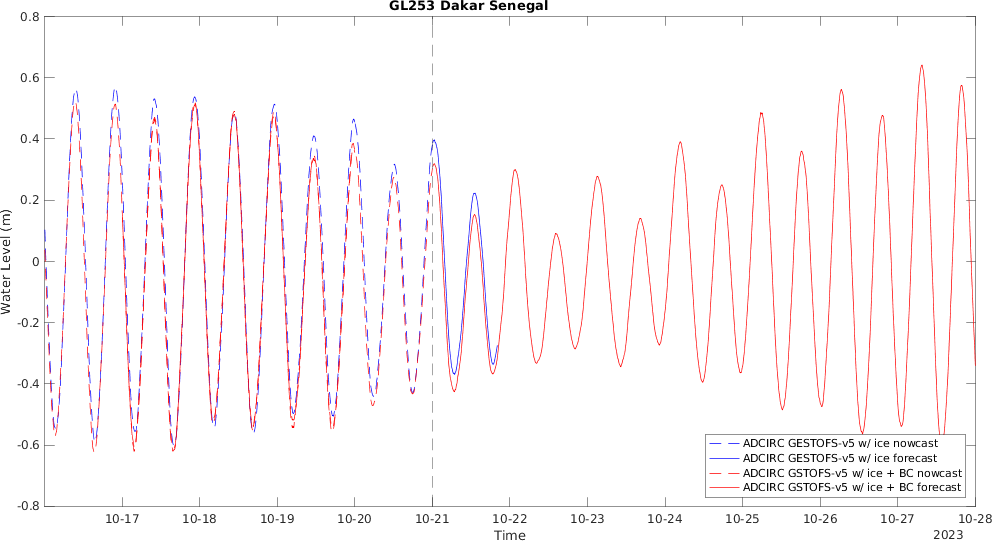 GL253 Dakar Senegal
0.8
0.6
0.4
0.2
0
-0.2
-0.4
-0.6
-0.8
Water Level (m)
ADCIRC GESTOFS-v5 w/ ice nowcast
ADCIRC GESTOFS-v5 w/ ice forecast
ADCIRC GSTOFS-v5 w/ ice + BC nowcast
ADCIRC GSTOFS-v5 w/ ice + BC forecast
10-17 10-18 10-19 10-20 10-21 10-22 10-23 10-24 10-25 10-26 10-27 10-28
Time
2023